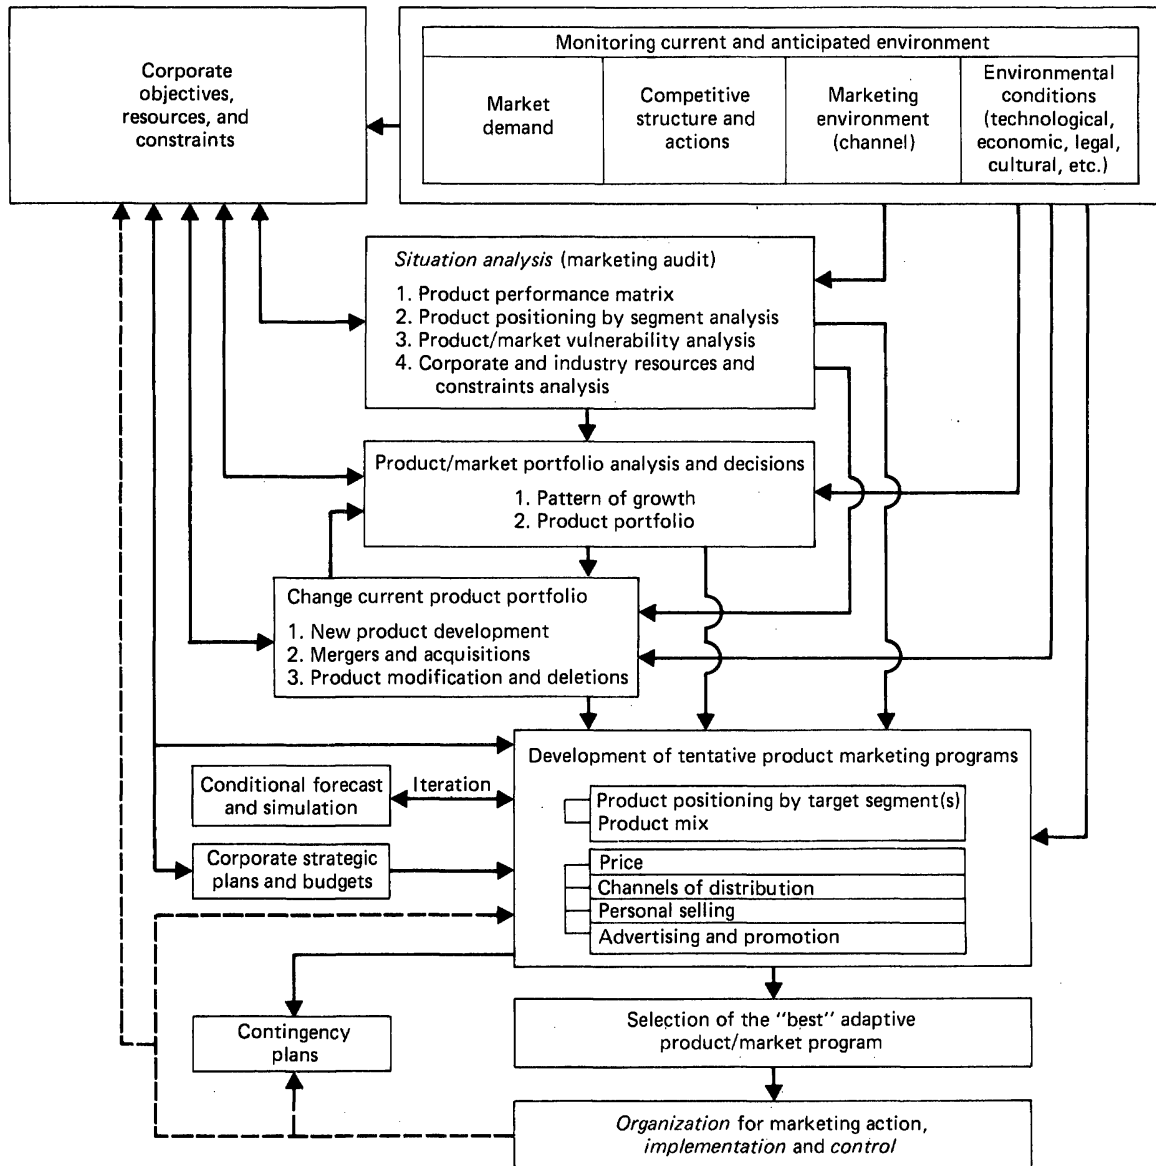 Corporate
objectives,
resources, and
constraints
Monitoring current and anticipated environment
Market
demand
Competitive
structure and
actions
Marketing
environment
(channel)
Environmental
conditions
(technological,
economic, legal,
cultural, etc.)
Situation analysis (marketing audit)
1. Product performance matrix
2. Product positioning by segment analysis
3. Product/market vulnerability analysis
4. Corporate and industry resources and
constraints analysis
Product/market portfolio analysis and decisions
1. Pattern of growth
2. Product portfolio
Change current product portfolio
1. New product development
2. Mergers and acquisitions
3. Product modification and deletions
Development of tentative product marketing programs
Conditional forecast
and simulation
Iteration
Product positioning by target segment(s)
Product mix
Corporate strategic
plans and budgets
Price
Channels of distribution
Personal selling
Advertising and promotion
Contingency
plans
Selection of the "best" adaptive
product/market program
Organization for marketing action,
implementation and control